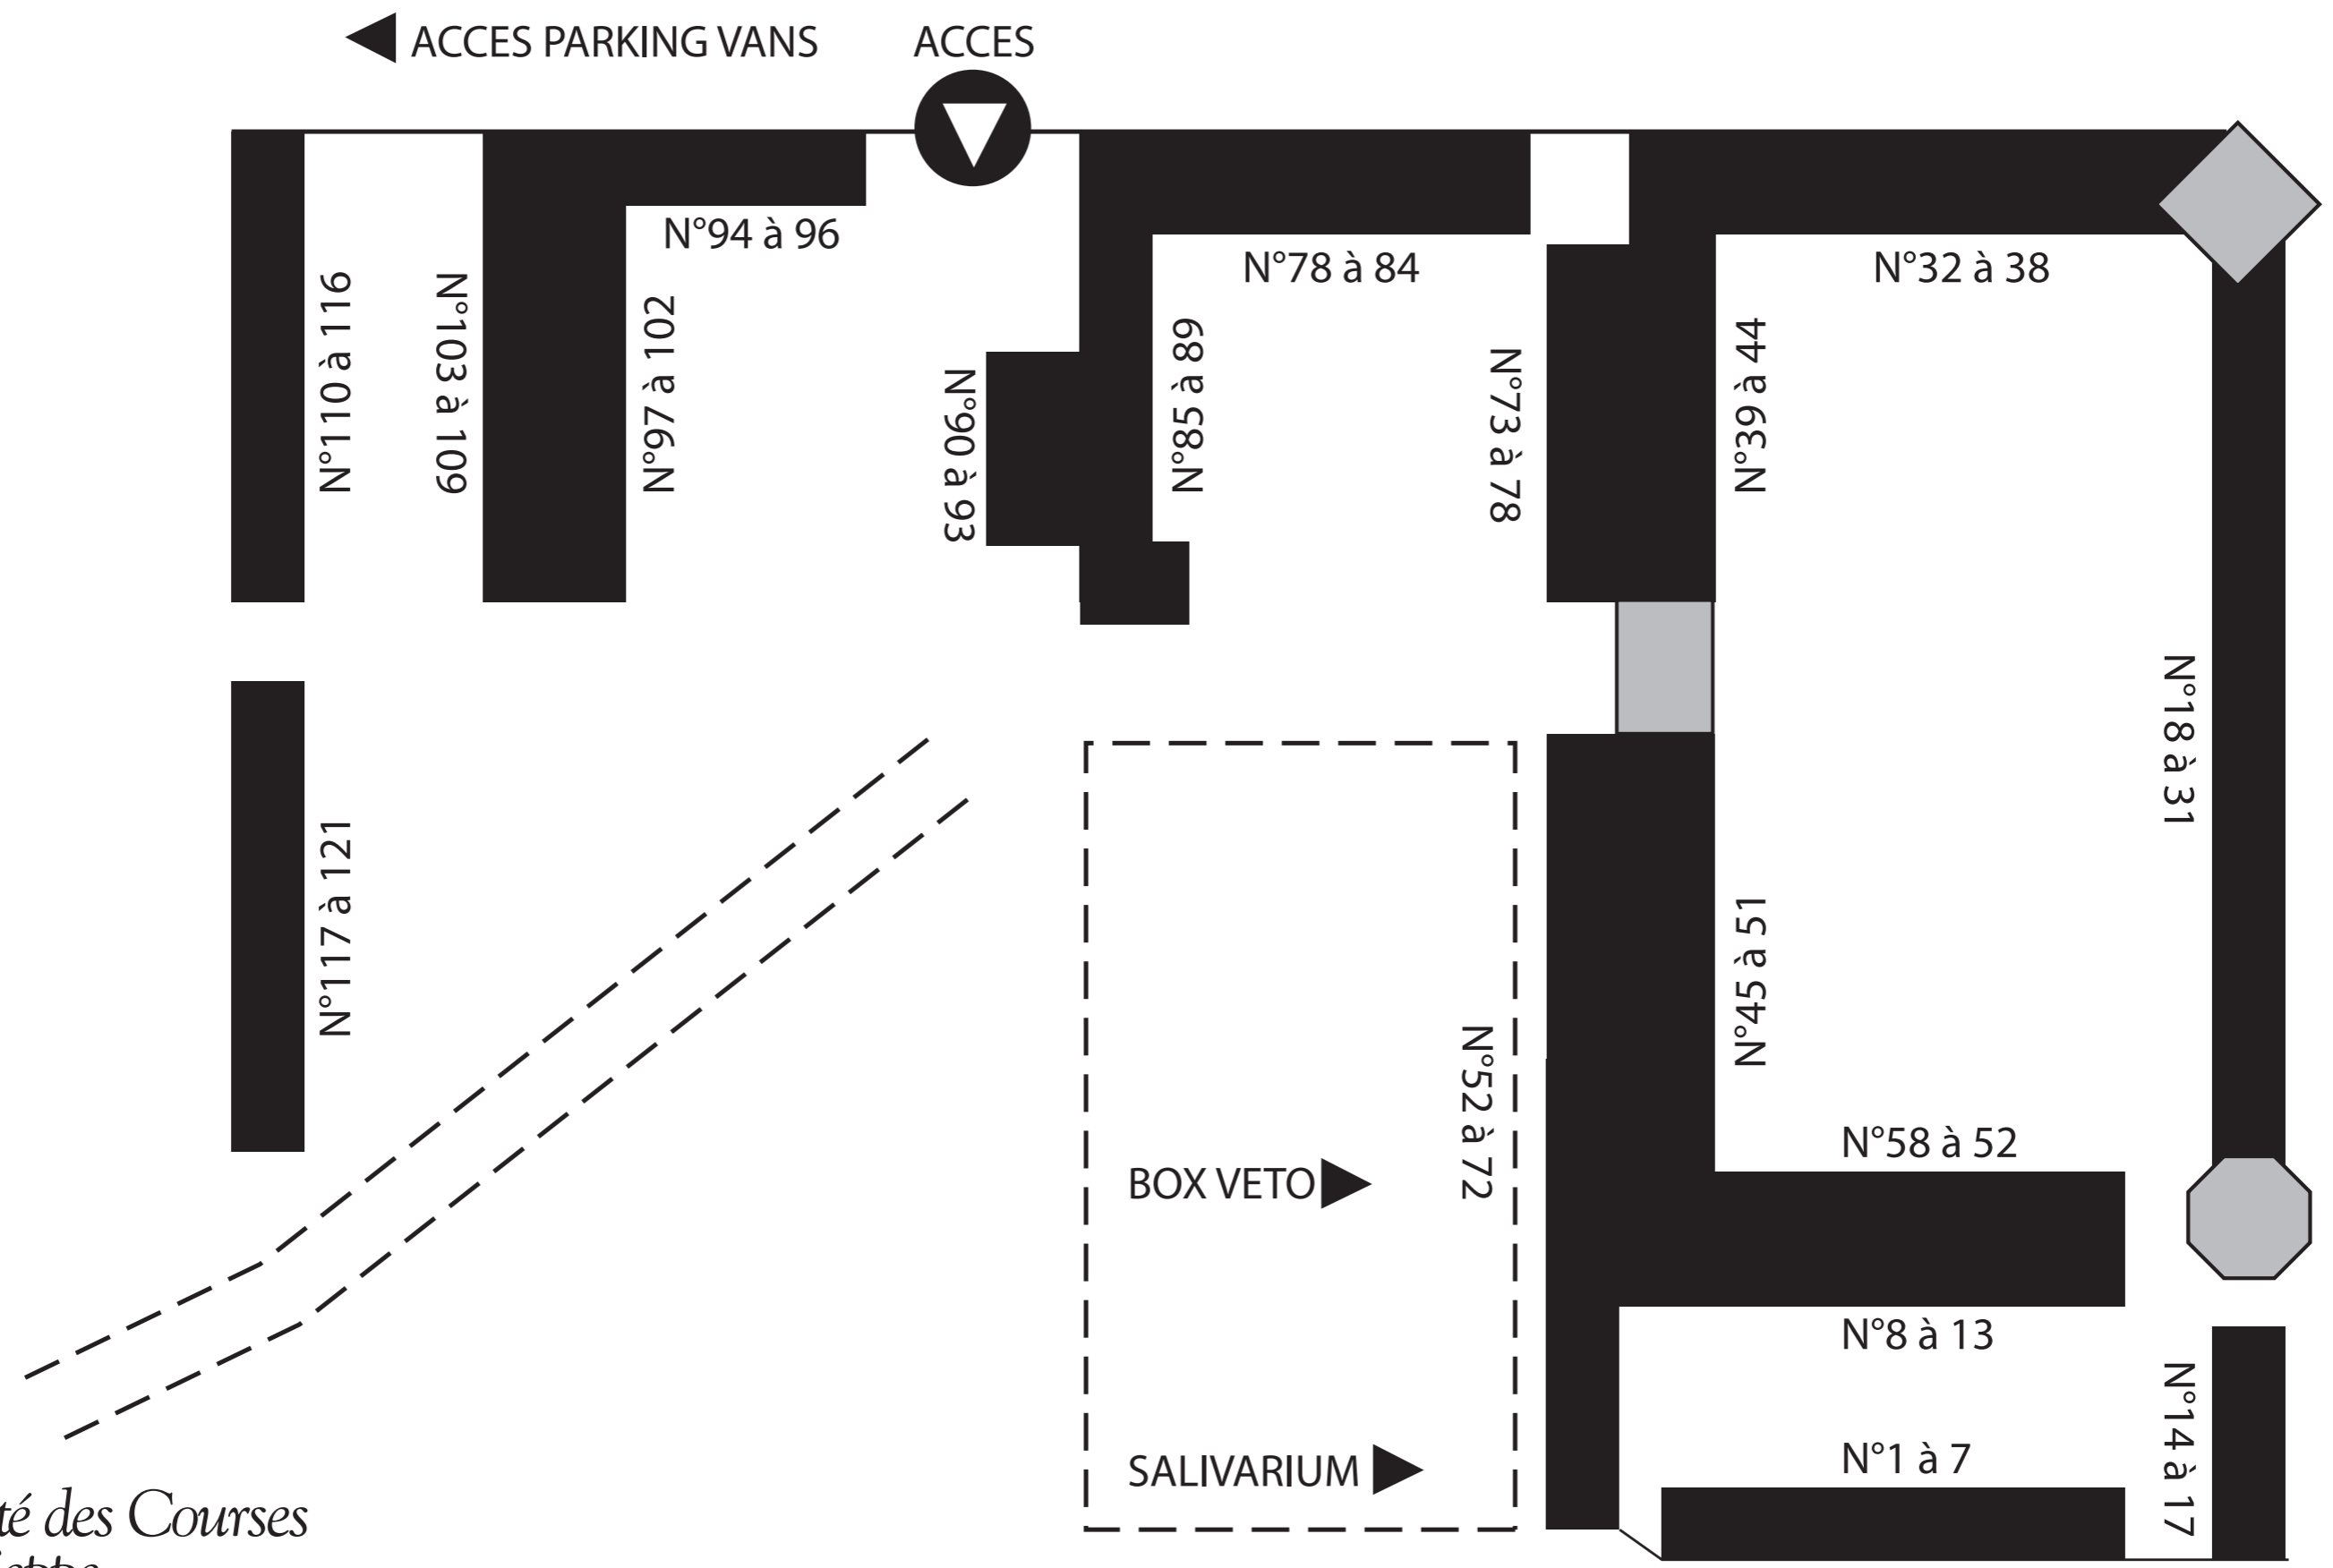 ACCES PARKING VANS
ACCES
N°94 à 96
N°78 à 84
N°32 à 38
N°110 à 116
N°103 à 109
N°97 à 102
N°90 à 93
N°85 à 89
N°73 à 78
N°39 à 44
N°18 à 31
N°117 à 121
N°45 à 51
N°52 à 72
N°58 à 52
BOX VETO
N°8 à 13
N°1 à 7
N°14 à 17
SALIVARIUM
té des Courses